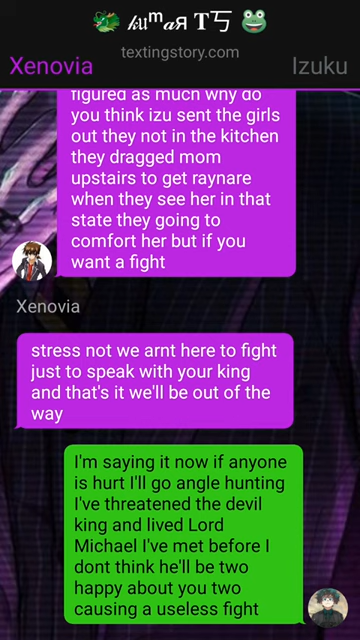 𝓀𝓊ᵐ𝒶я 𝐓丂
textingstory.com
Xenovia
Izuku
figured as much why do
you think izu sent the girls
out they not in the kitchen
they dragged mom
upstairs to get raynare
when they see her in that
state they going to
comfort her but if you
want a fight
Xenovia
stress not we arnt here to fight
just to speak with your king
and that's it we'll be out of the
way
I'm saying it now if anyone
is hurt I'll go angle hunting
I've threatened the devil
king and lived Lord
Michael I've met before I
dont think he'll be two
happy about you two
causing a useless fight